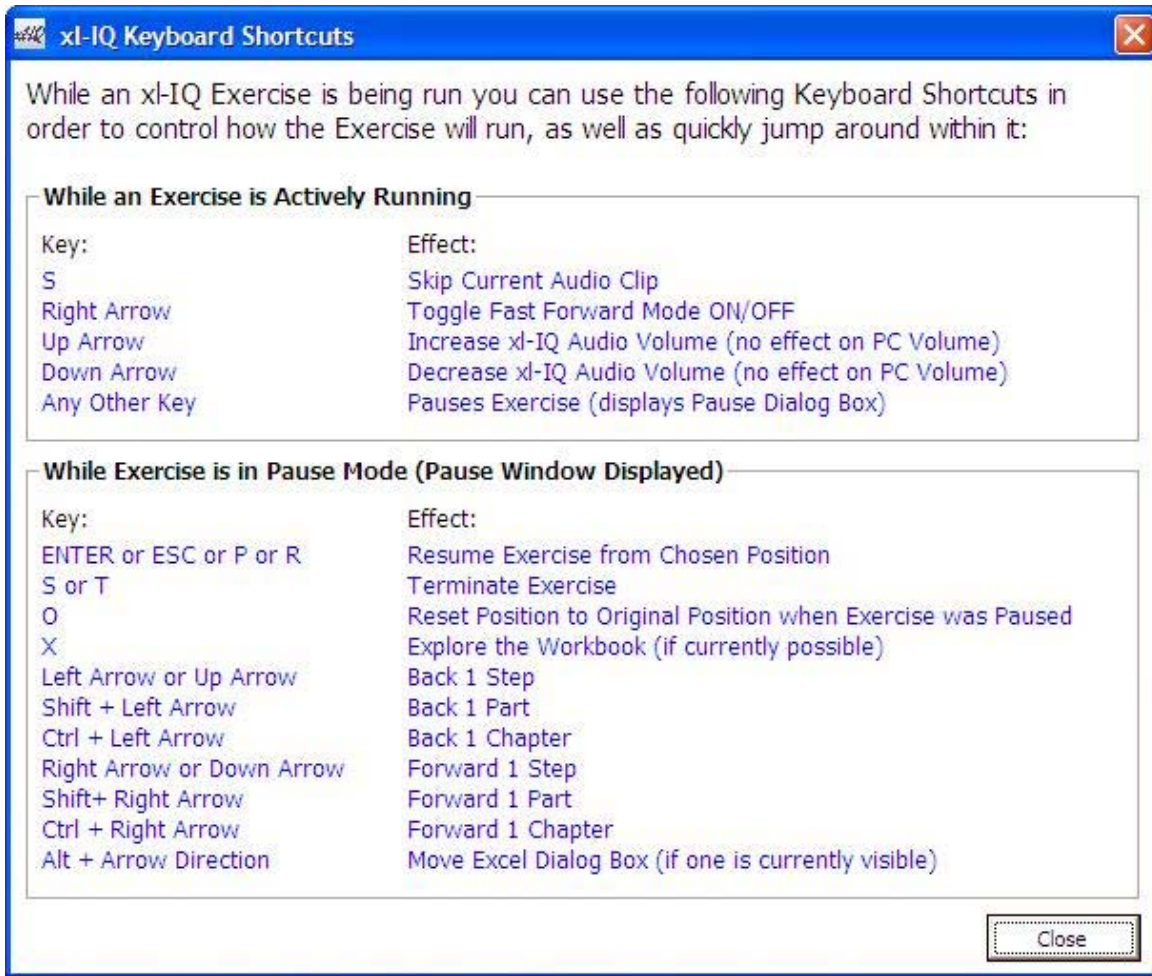 xl-IQ Keyboard Shortcuts
While an xl-IQ Exercise is being run you can use the following Keyboard Shortcuts in
order to control how the Exercise will run, as well as quickly jump around within it:
While an Exercise is Actively Running
Key: Effect:
S Skip Current Audio Clip
Right Arrow Toggle Fast Forward Mode ON/OFF
Up Arrow Increase xl-IQ Audio Volume (no effect on PC Volume)
Down Arrow Decrease xl-IQ Audio Volume (no effect on PC Volume)
Any Other Key Pauses Exercise (displays Pause Dialog Box)
While Exercise is in Pause Mode (Pause Window Displayed)
Key: Effect:
ENTER or ESC or P or R Resume Exercise from Chosen Position
S or T Terminate Exercise
O Reset Position to Original Position when Exercise was Paused
X Explore the Workbook (if currently possible)
Left Arrow or Up Arrow Back 1 Step
Shift + Left Arrow Back 1 Part
Ctrl + Left Arrow Back 1 Chapter
Right Arrow or Down Arrow Forward 1 Step
Shift+ Right Arrow Forward 1 Part
Ctrl + Right Arrow Forward 1 Chapter
Alt + Arrow Direction Move Excel Dialog Box (if one is currently visible)
Close